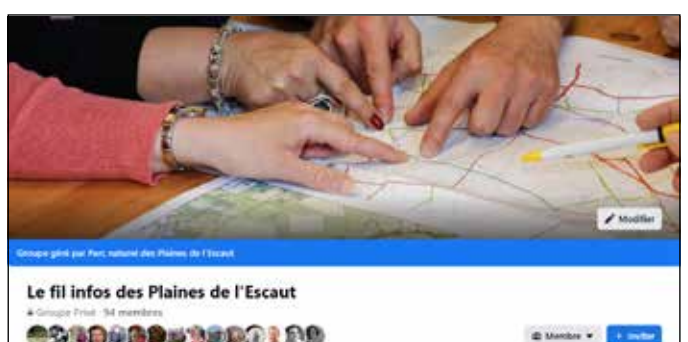 Modifier
Groupe géré par Parc naturel des Plaines de l'Escaut
Le fil infos des Plaines de l'Escaut
Groupe Privé · 94 membres
Membre
+ Inviter